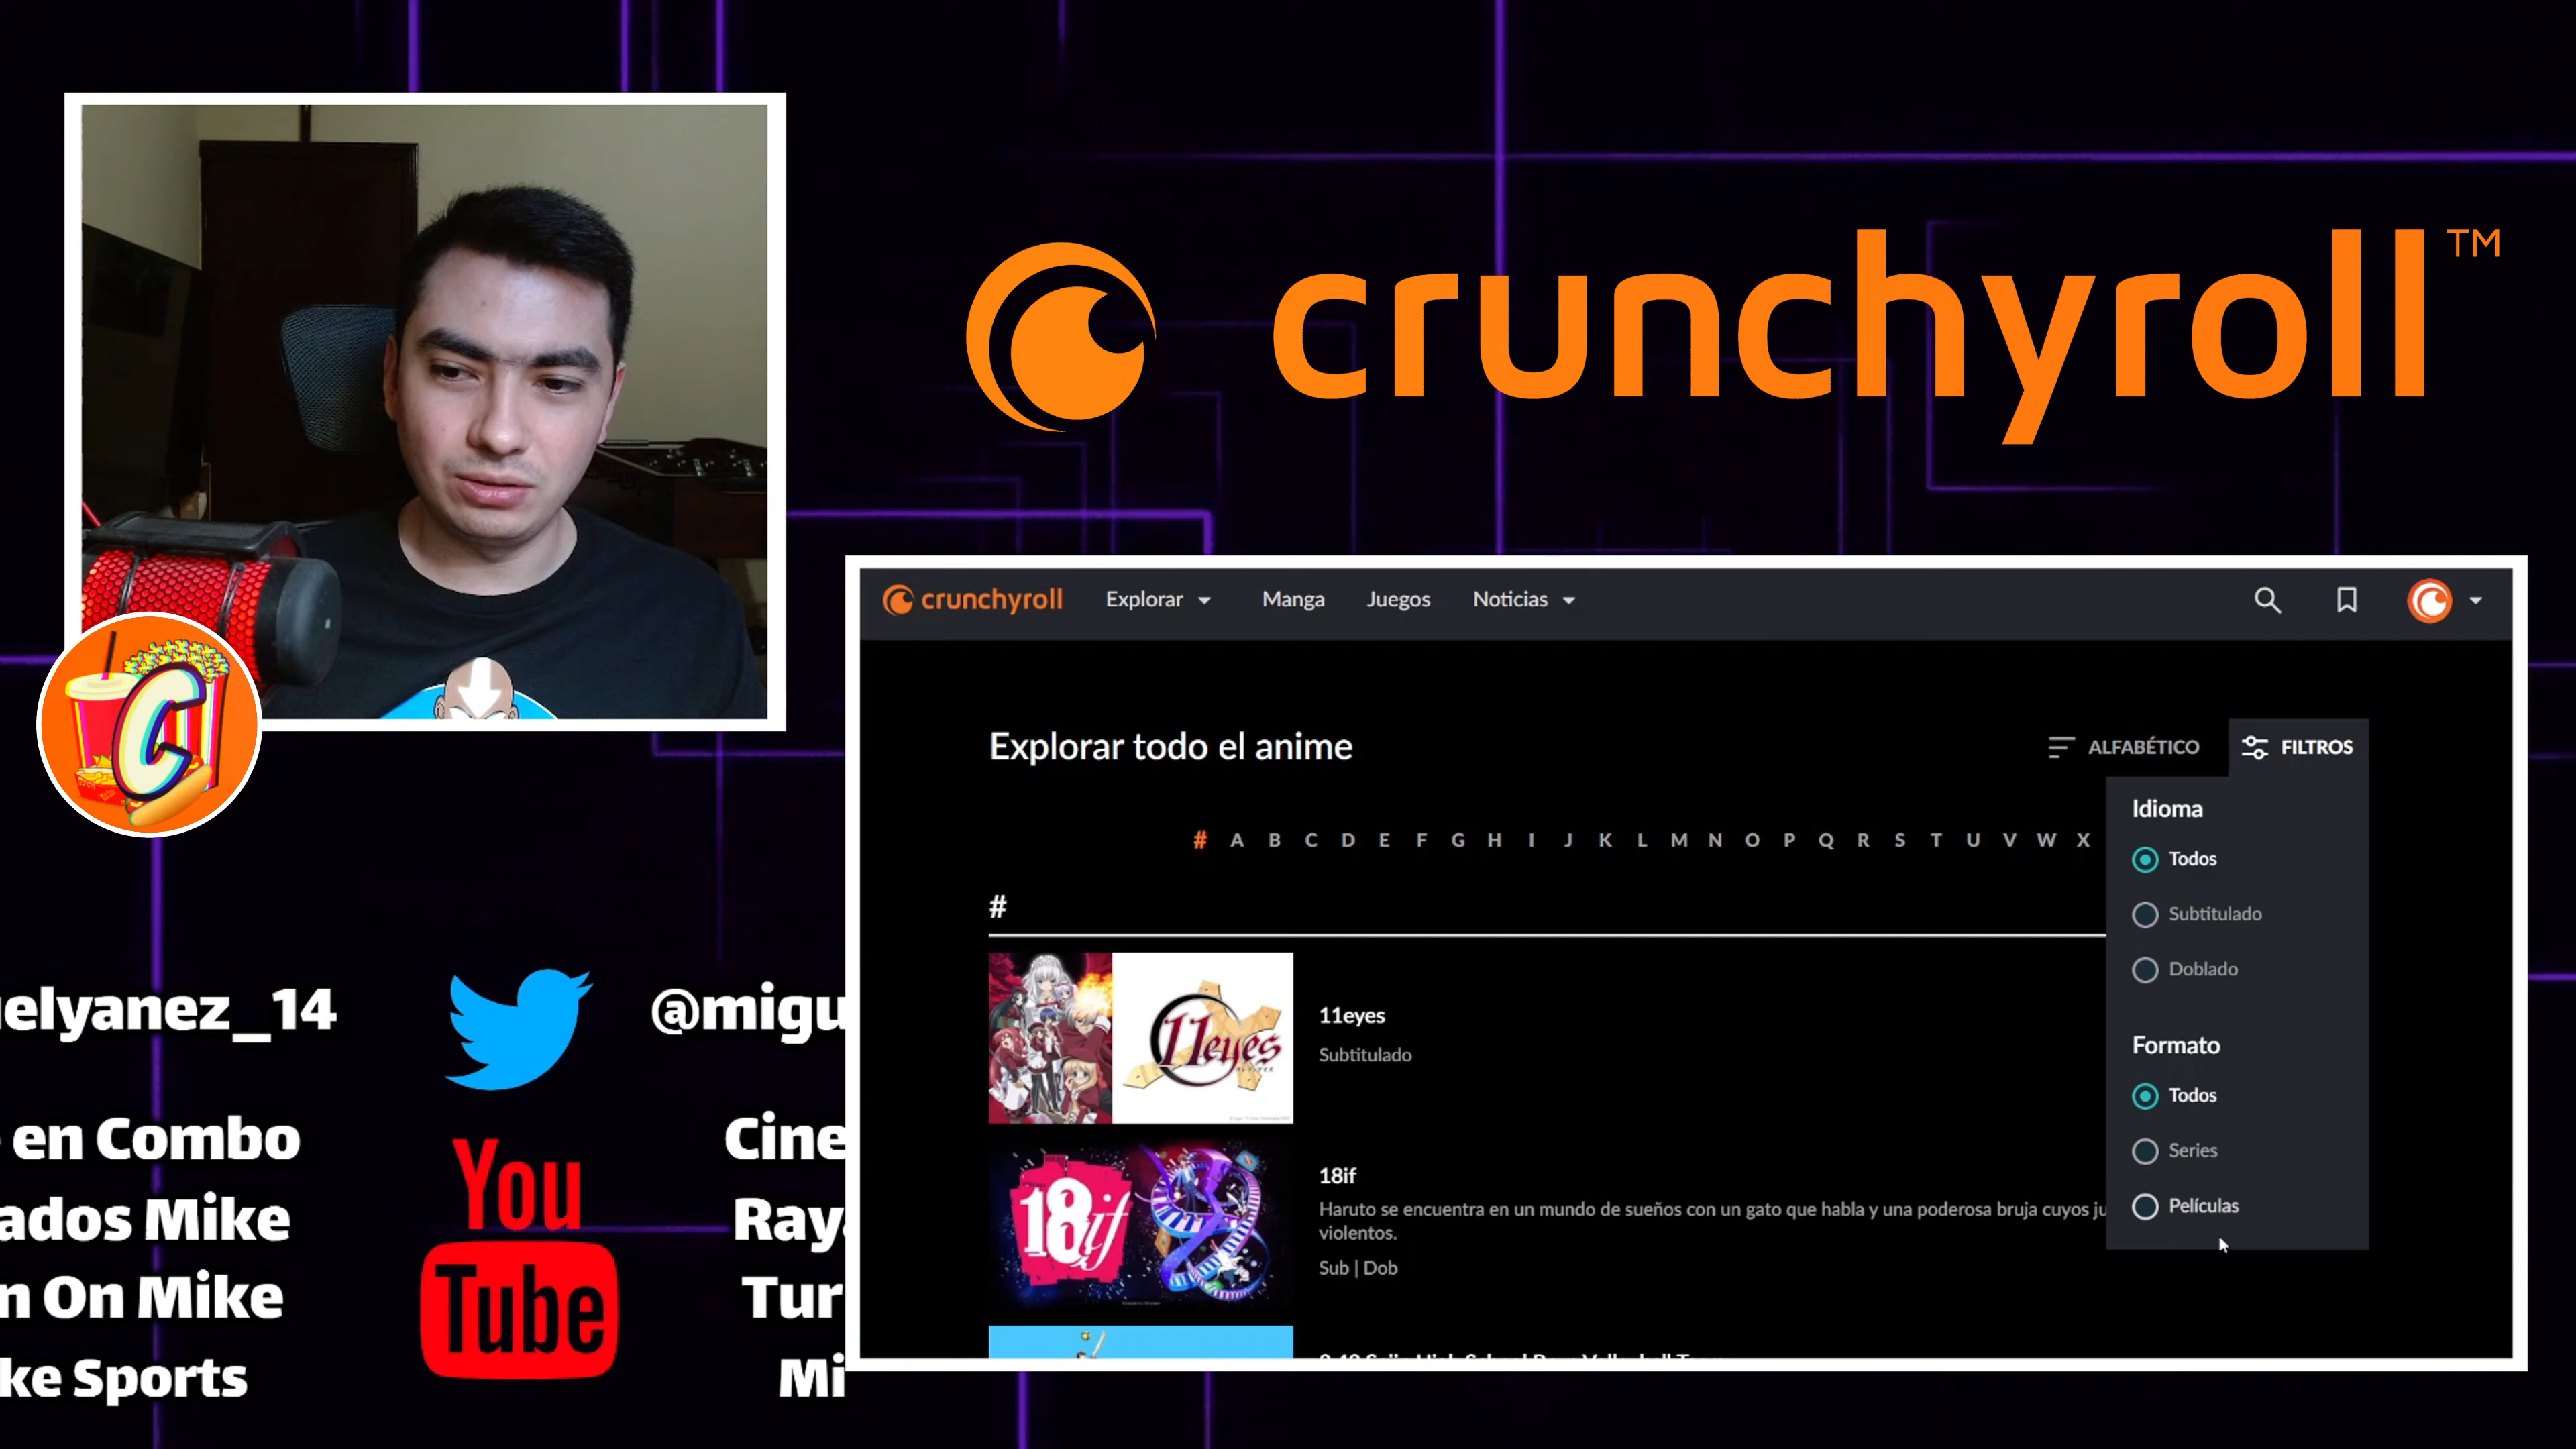 crunchyroll™
crunchyroll Explorar Manga Juegos Noticias
Explorar todo el anime
ALFABÉTICO FILTROS
# A B C D E F G H I J K L M N O P Q R S T U V W X
#
11eyes
11eyes
Subtitulado
18if
18if
Haruto se encuentra en un mundo de sueños con un gato que habla y una poderosa bruja cuyos ju
violentos.
Sub | Dob
Idioma
Todos
Subtitulado
Doblado
Formato
Todos
Series
Películas
C
elyanez_14 @migu
en Combo Cine
ados Mike Raya
n On Mike Tur
ke Sports Mi
You
Tube